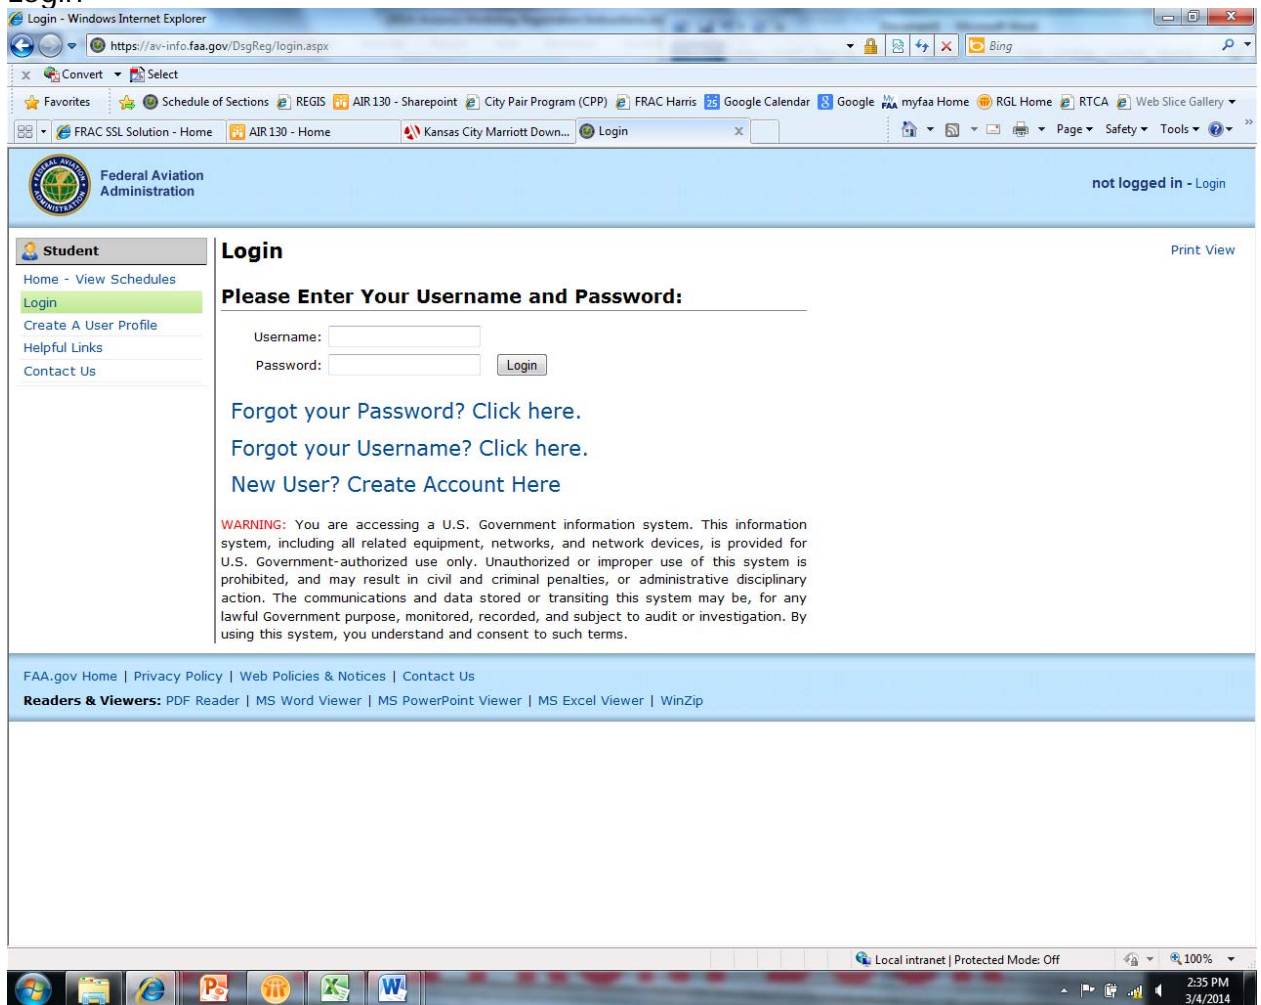 Login
Login - Windows Internet Explorer
https://av-info.faa.gov/DsgReg/login.aspx
Bing
x Convert Select
Favorites Schedule of Sections REGIS AIR 130 - Sharepoint City Pair Program (CPP) FRAC Harris 25 Google Calendar 8 Google My FAA myfaa Home RGL Home RTCA Web Slice Gallery
FRAC SSL Solution - Home AIR 130 - Home Kansas City Marriott Down... Login x Page Safety Tools »
Federal Aviation
Administration
not logged in - Login
Student
Home - View Schedules
Login
Create A User Profile
Helpful Links
Contact Us
Login
Print View
Please Enter Your Username and Password:
Username:
Password: Login
Forgot your Password? Click here.
Forgot your Username? Click here.
New User? Create Account Here
WARNING: You are accessing a U.S. Government information system. This information
system, including all related equipment, networks, and network devices, is provided for
U.S. Government-authorized use only. Unauthorized or improper use of this system is
prohibited, and may result in civil and criminal penalties, or administrative disciplinary
action. The communications and data stored or transiting this system may be, for any
lawful Government purpose, monitored, recorded, and subject to audit or investigation. By
using this system, you understand and consent to such terms.
FAA.gov Home | Privacy Policy | Web Policies & Notices | Contact Us
Readers & Viewers: PDF Reader | MS Word Viewer | MS PowerPoint Viewer | MS Excel Viewer | WinZip
Local intranet | Protected Mode: Off
100%
2:35 PM
3/4/2014